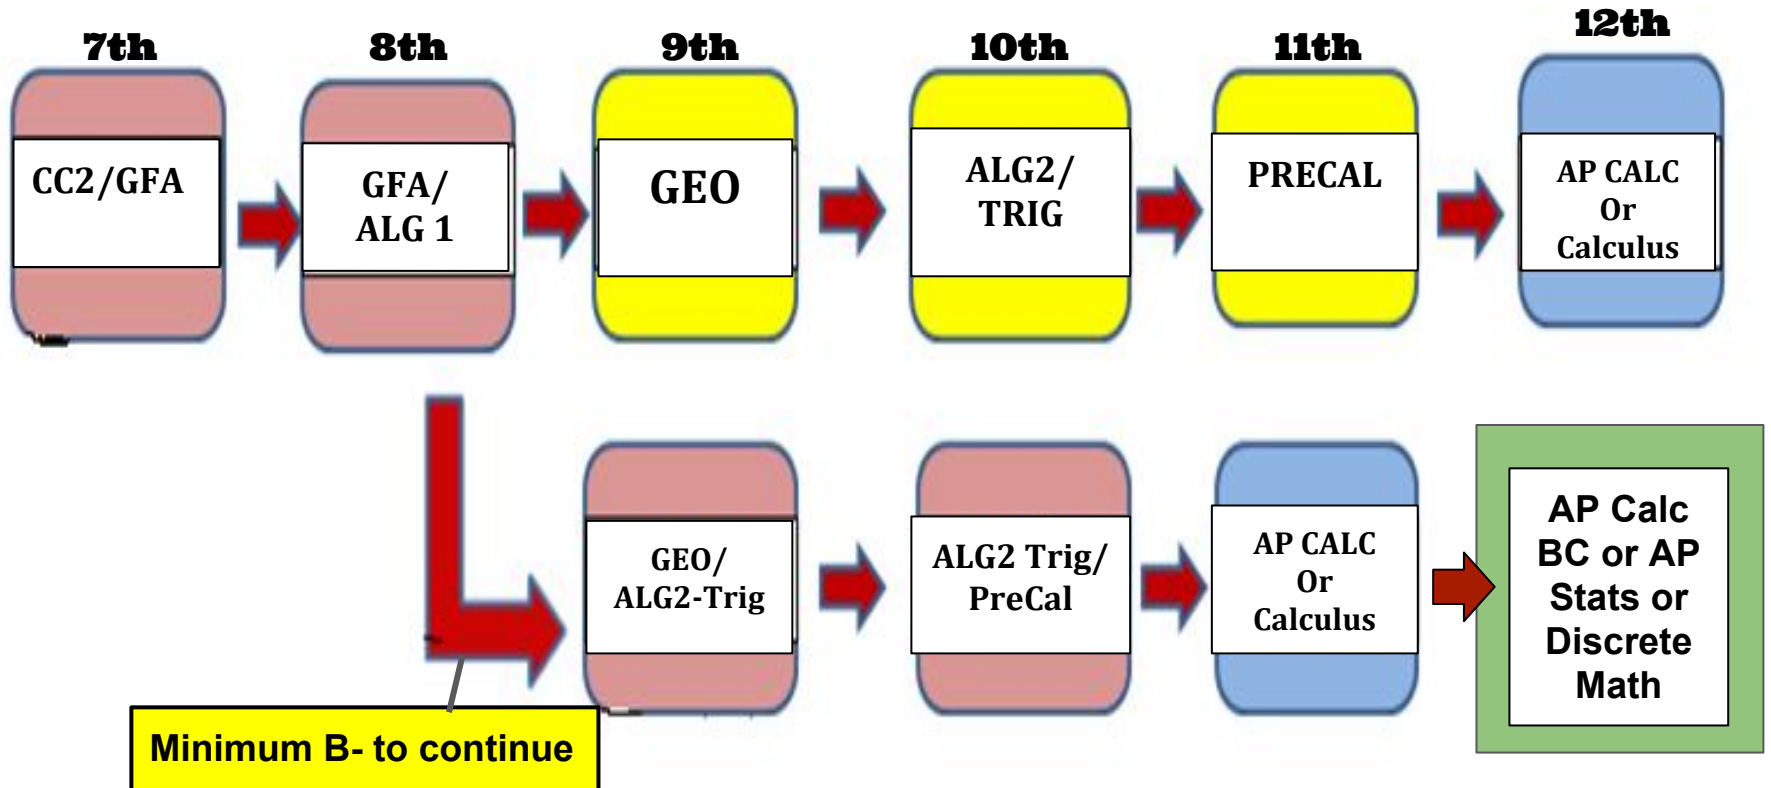 7th
8th
9th
10th
11th
12th
CC2/GFA
GFA/
ALG 1
GEO
ALG2/
TRIG
PRECAL
AP CALC
Or
Calculus
GEO/
ALG2-Trig
ALG2 Trig/
PreCal
AP CALC
Or
Calculus
AP Calc
BC or AP
Stats or
Discrete
Math
Minimum B- to continue